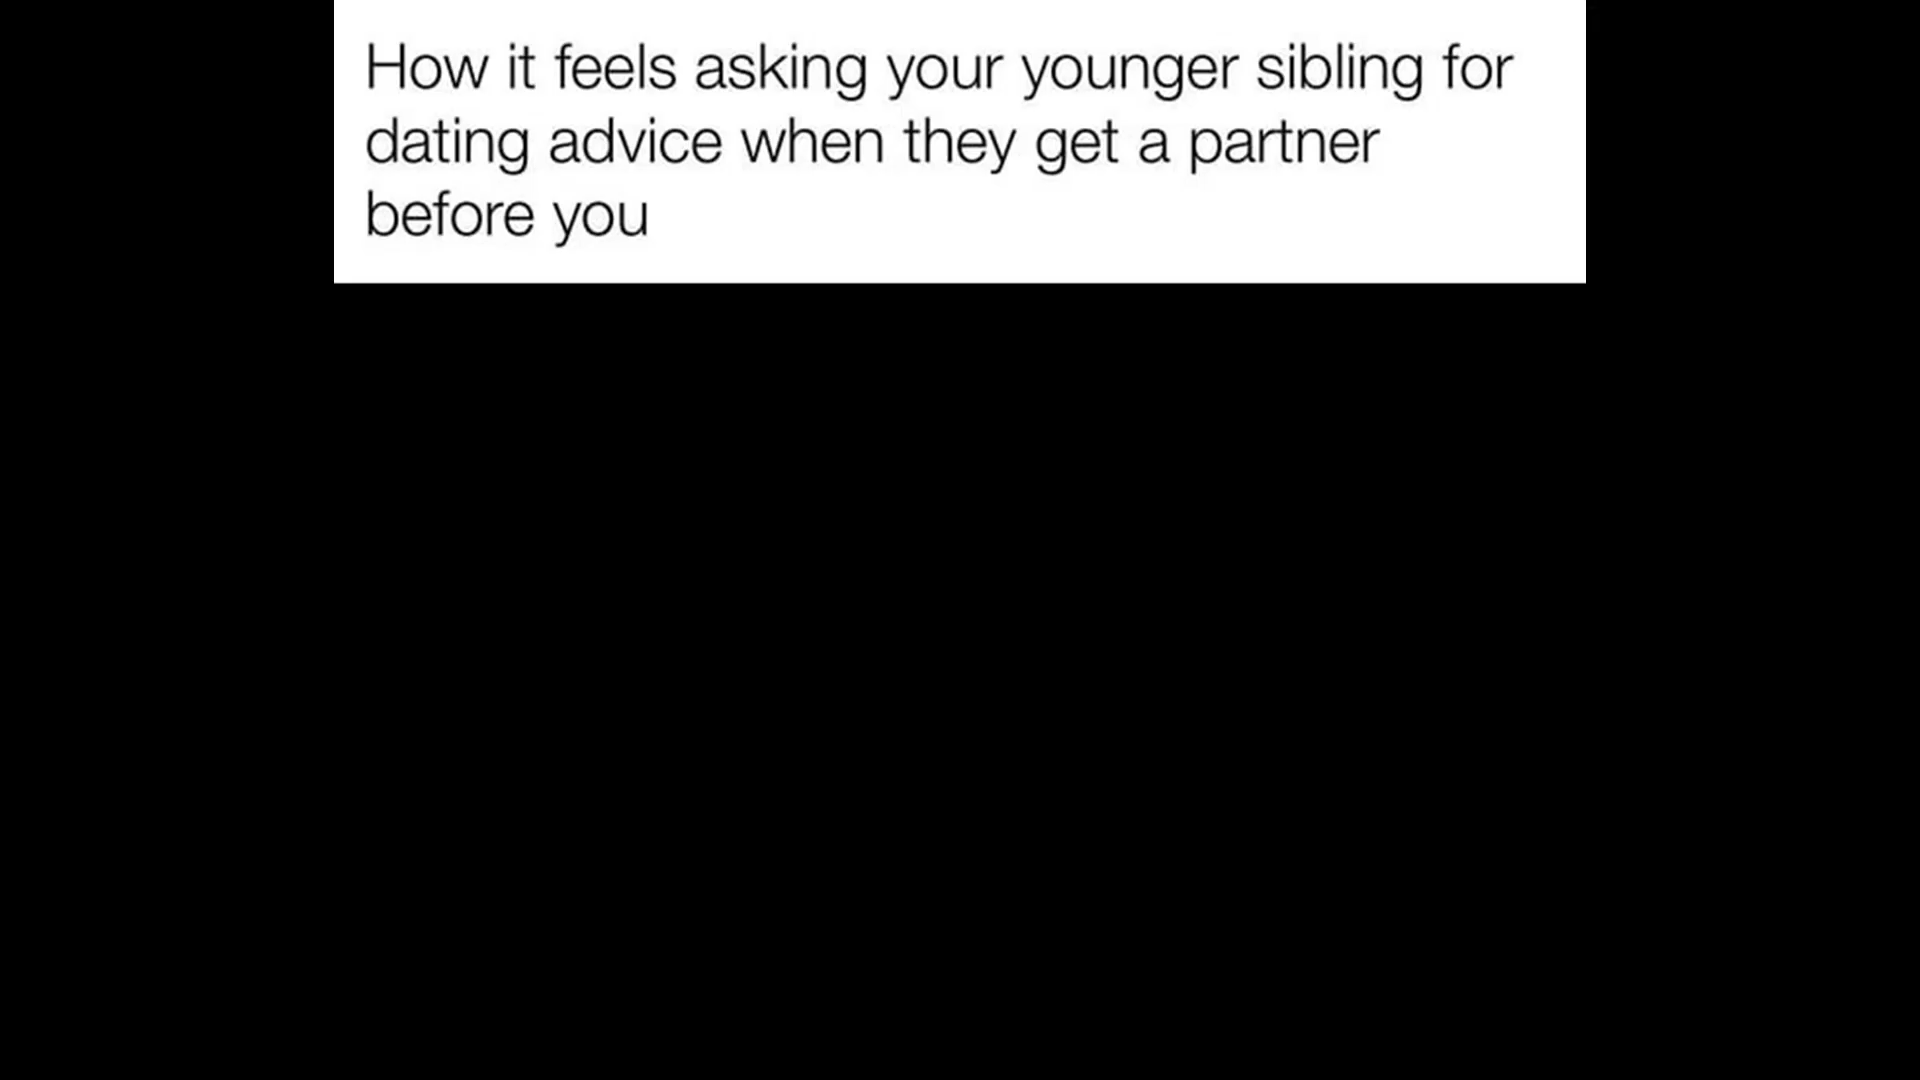 How it feels asking your younger sibling for
dating advice when they get a partner
before you